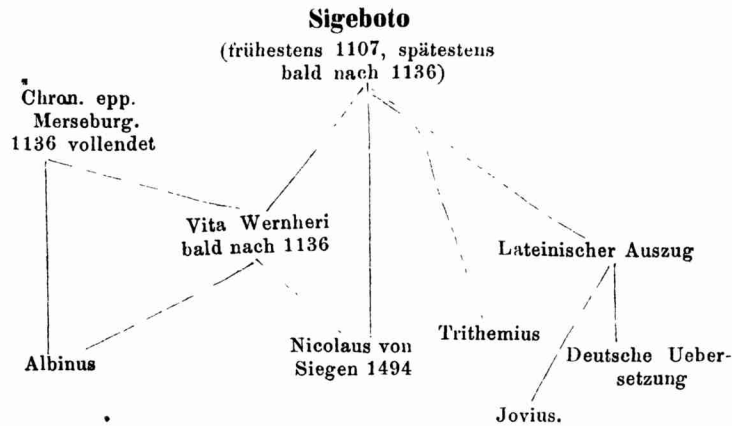 Sigeboto
(frühestens 1107, spätestens
bald nach 1136)
Chron. epp.
Merseburg.
1136 vollendet
Vita Wernheri
bald nach 1136
Lateinischer Auszug
Albinus
Nicolaus von
Siegen 1494
Trithemius
Deutsche Ueber-
setzung
Jovius.